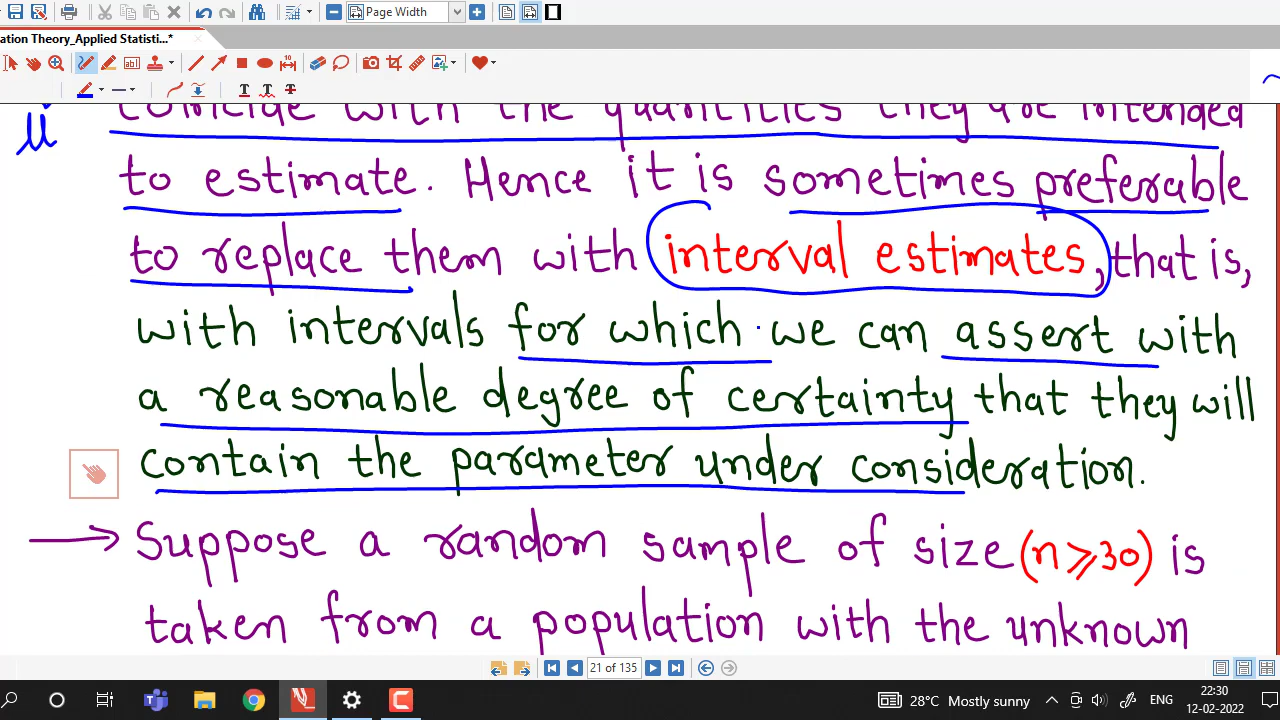 Page Width
ation Theory_Applied Statisti...*
coincide with the quantities they are intended
ii
to estimate. Hence it is sometimes preferable
to replace them with interval estimates, that is,
with intervals for which we can assert with
a reasonable degree of certainty that they will
contain the parameter under consideration.
→ Suppose a random sample of size (n ⩾ 30) is
taken from a population with the unknown
21 of 135
28°C Mostly sunny
ENG
22:30
12-02-2022